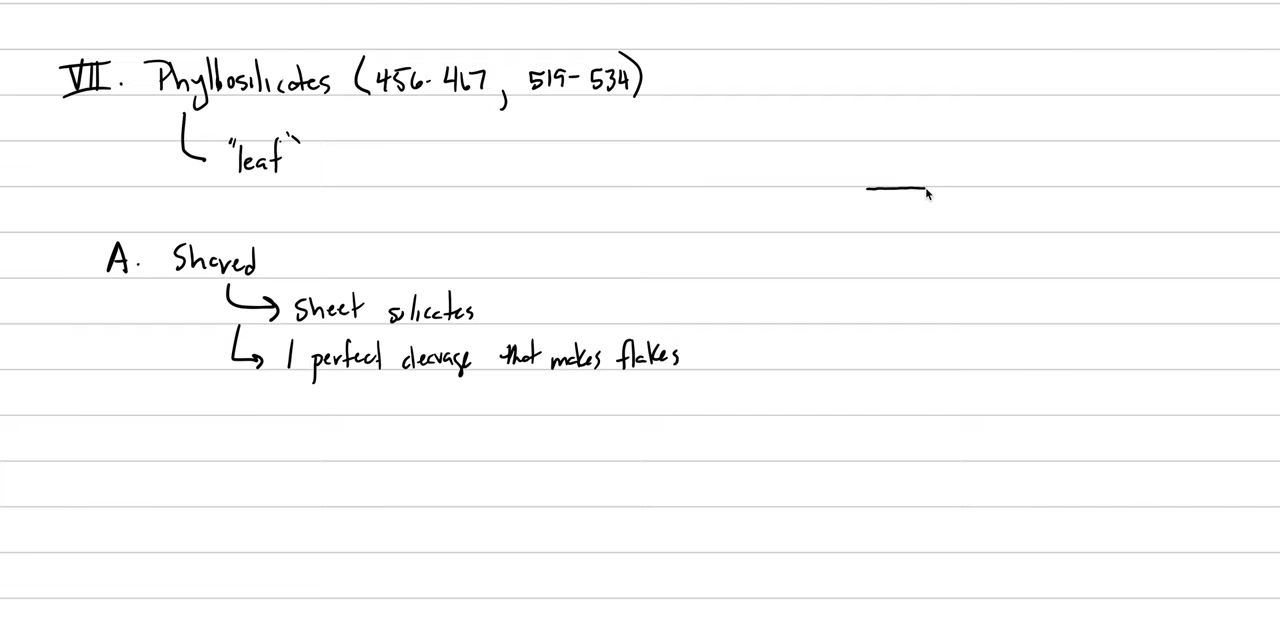 VII. Phyllosilicates (456-467, 519-534)
"leaf"
A. Shared
sheet silicates
1 perfect cleavage that makes flakes